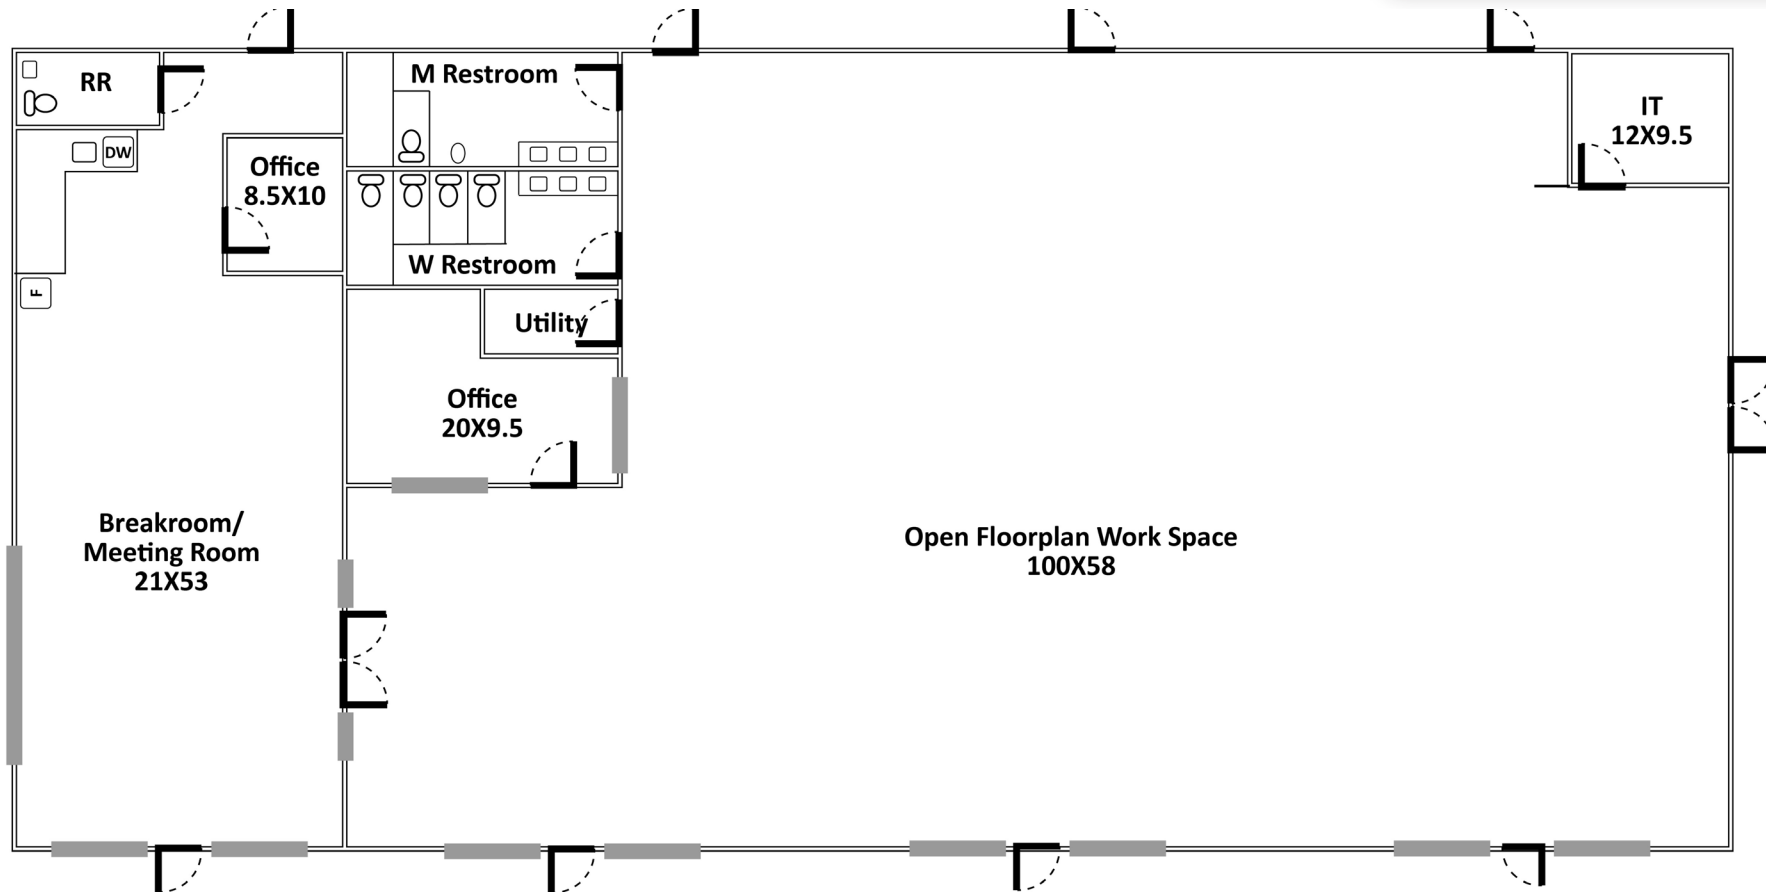 RR
M Restroom
IT
12X9.5
DW
Office
8.5X10
W Restroom
F
Utility
Office
20X9.5
Breakroom/
Meeting Room
21X53
Open Floorplan Work Space
100X58